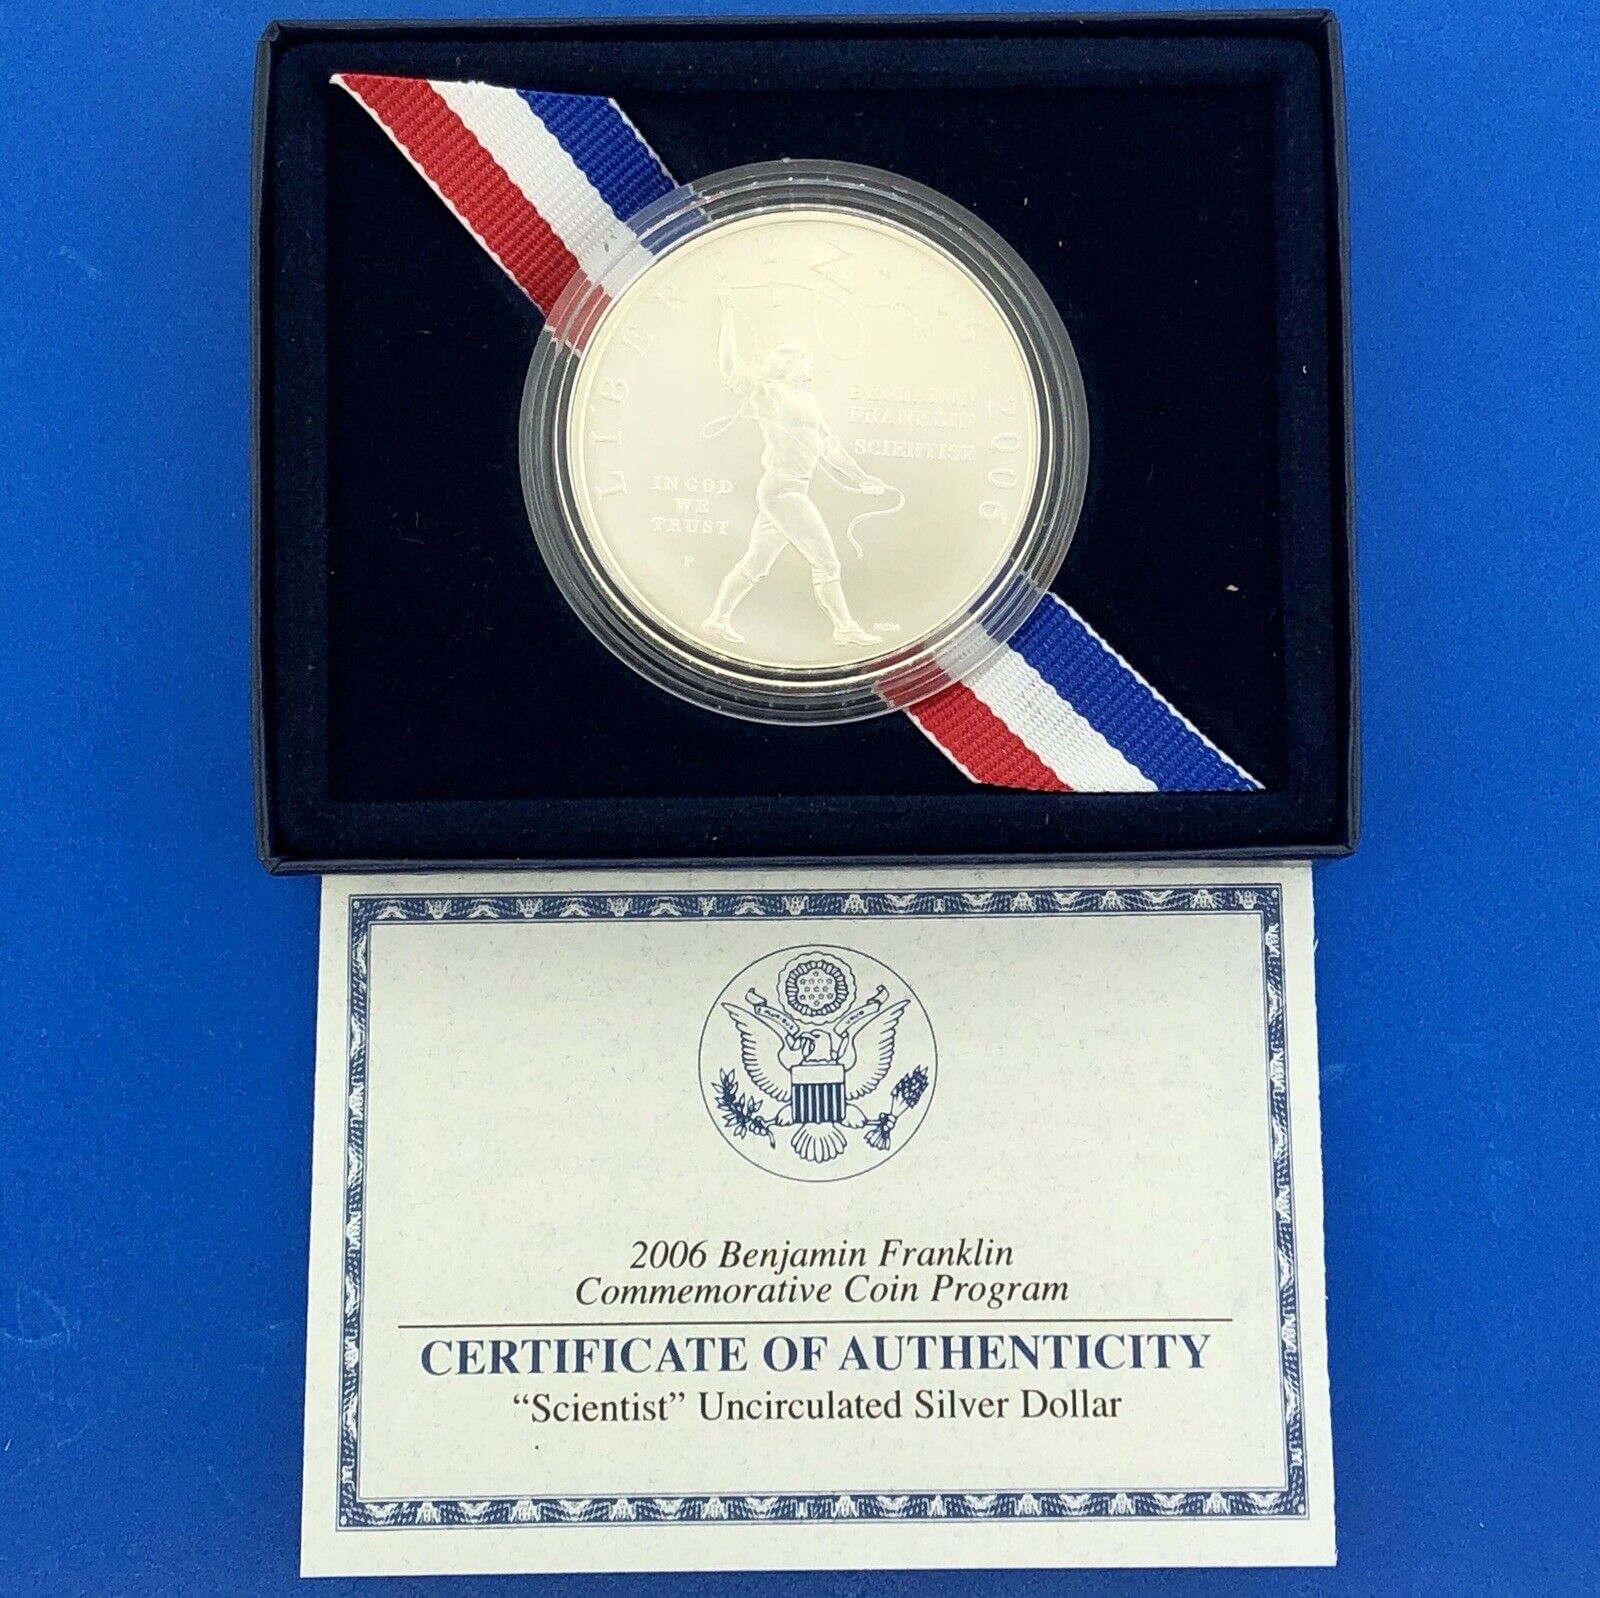 LIBERTY 1706-2006
BENJAMIN
FRANKLIN
SCIENTIST
IN GOD
WE
TRUST
P
2006 Benjamin Franklin
Commemorative Coin Program
CERTIFICATE OF AUTHENTICITY
“Scientist” Uncirculated Silver Dollar